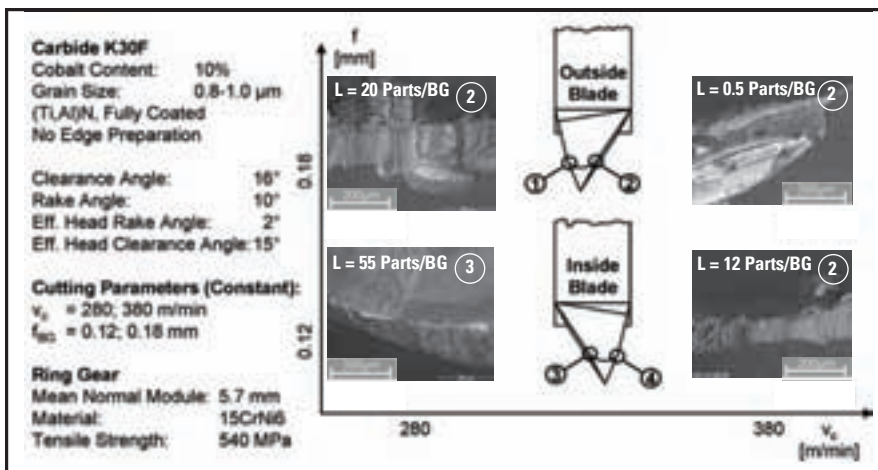 Carbide K30F
Cobalt Content: 10%
Grain Size: 0.8-1.0 µm
(Ti,Al)N, Fully Coated
No Edge Preparation
Clearance Angle: 16°
Rake Angle: 10°
Eff. Head Rake Angle: 2°
Eff. Head Clearance Angle: 15°
Cutting Parameters (Constant):
vc = 280; 380 m/min
fBG = 0.12; 0.18 mm
Ring Gear
Mean Normal Module: 5.7 mm
Material: 15CrNi6
Tensile Strength: 540 MPa
f
[mm]
0.18
0.12
L = 20 Parts/BG 2
Outside
Blade
1 2
L = 0.5 Parts/BG 2
L = 55 Parts/BG 3
Inside
Blade
3 4
L = 12 Parts/BG 2
280
380
vc
[m/min]